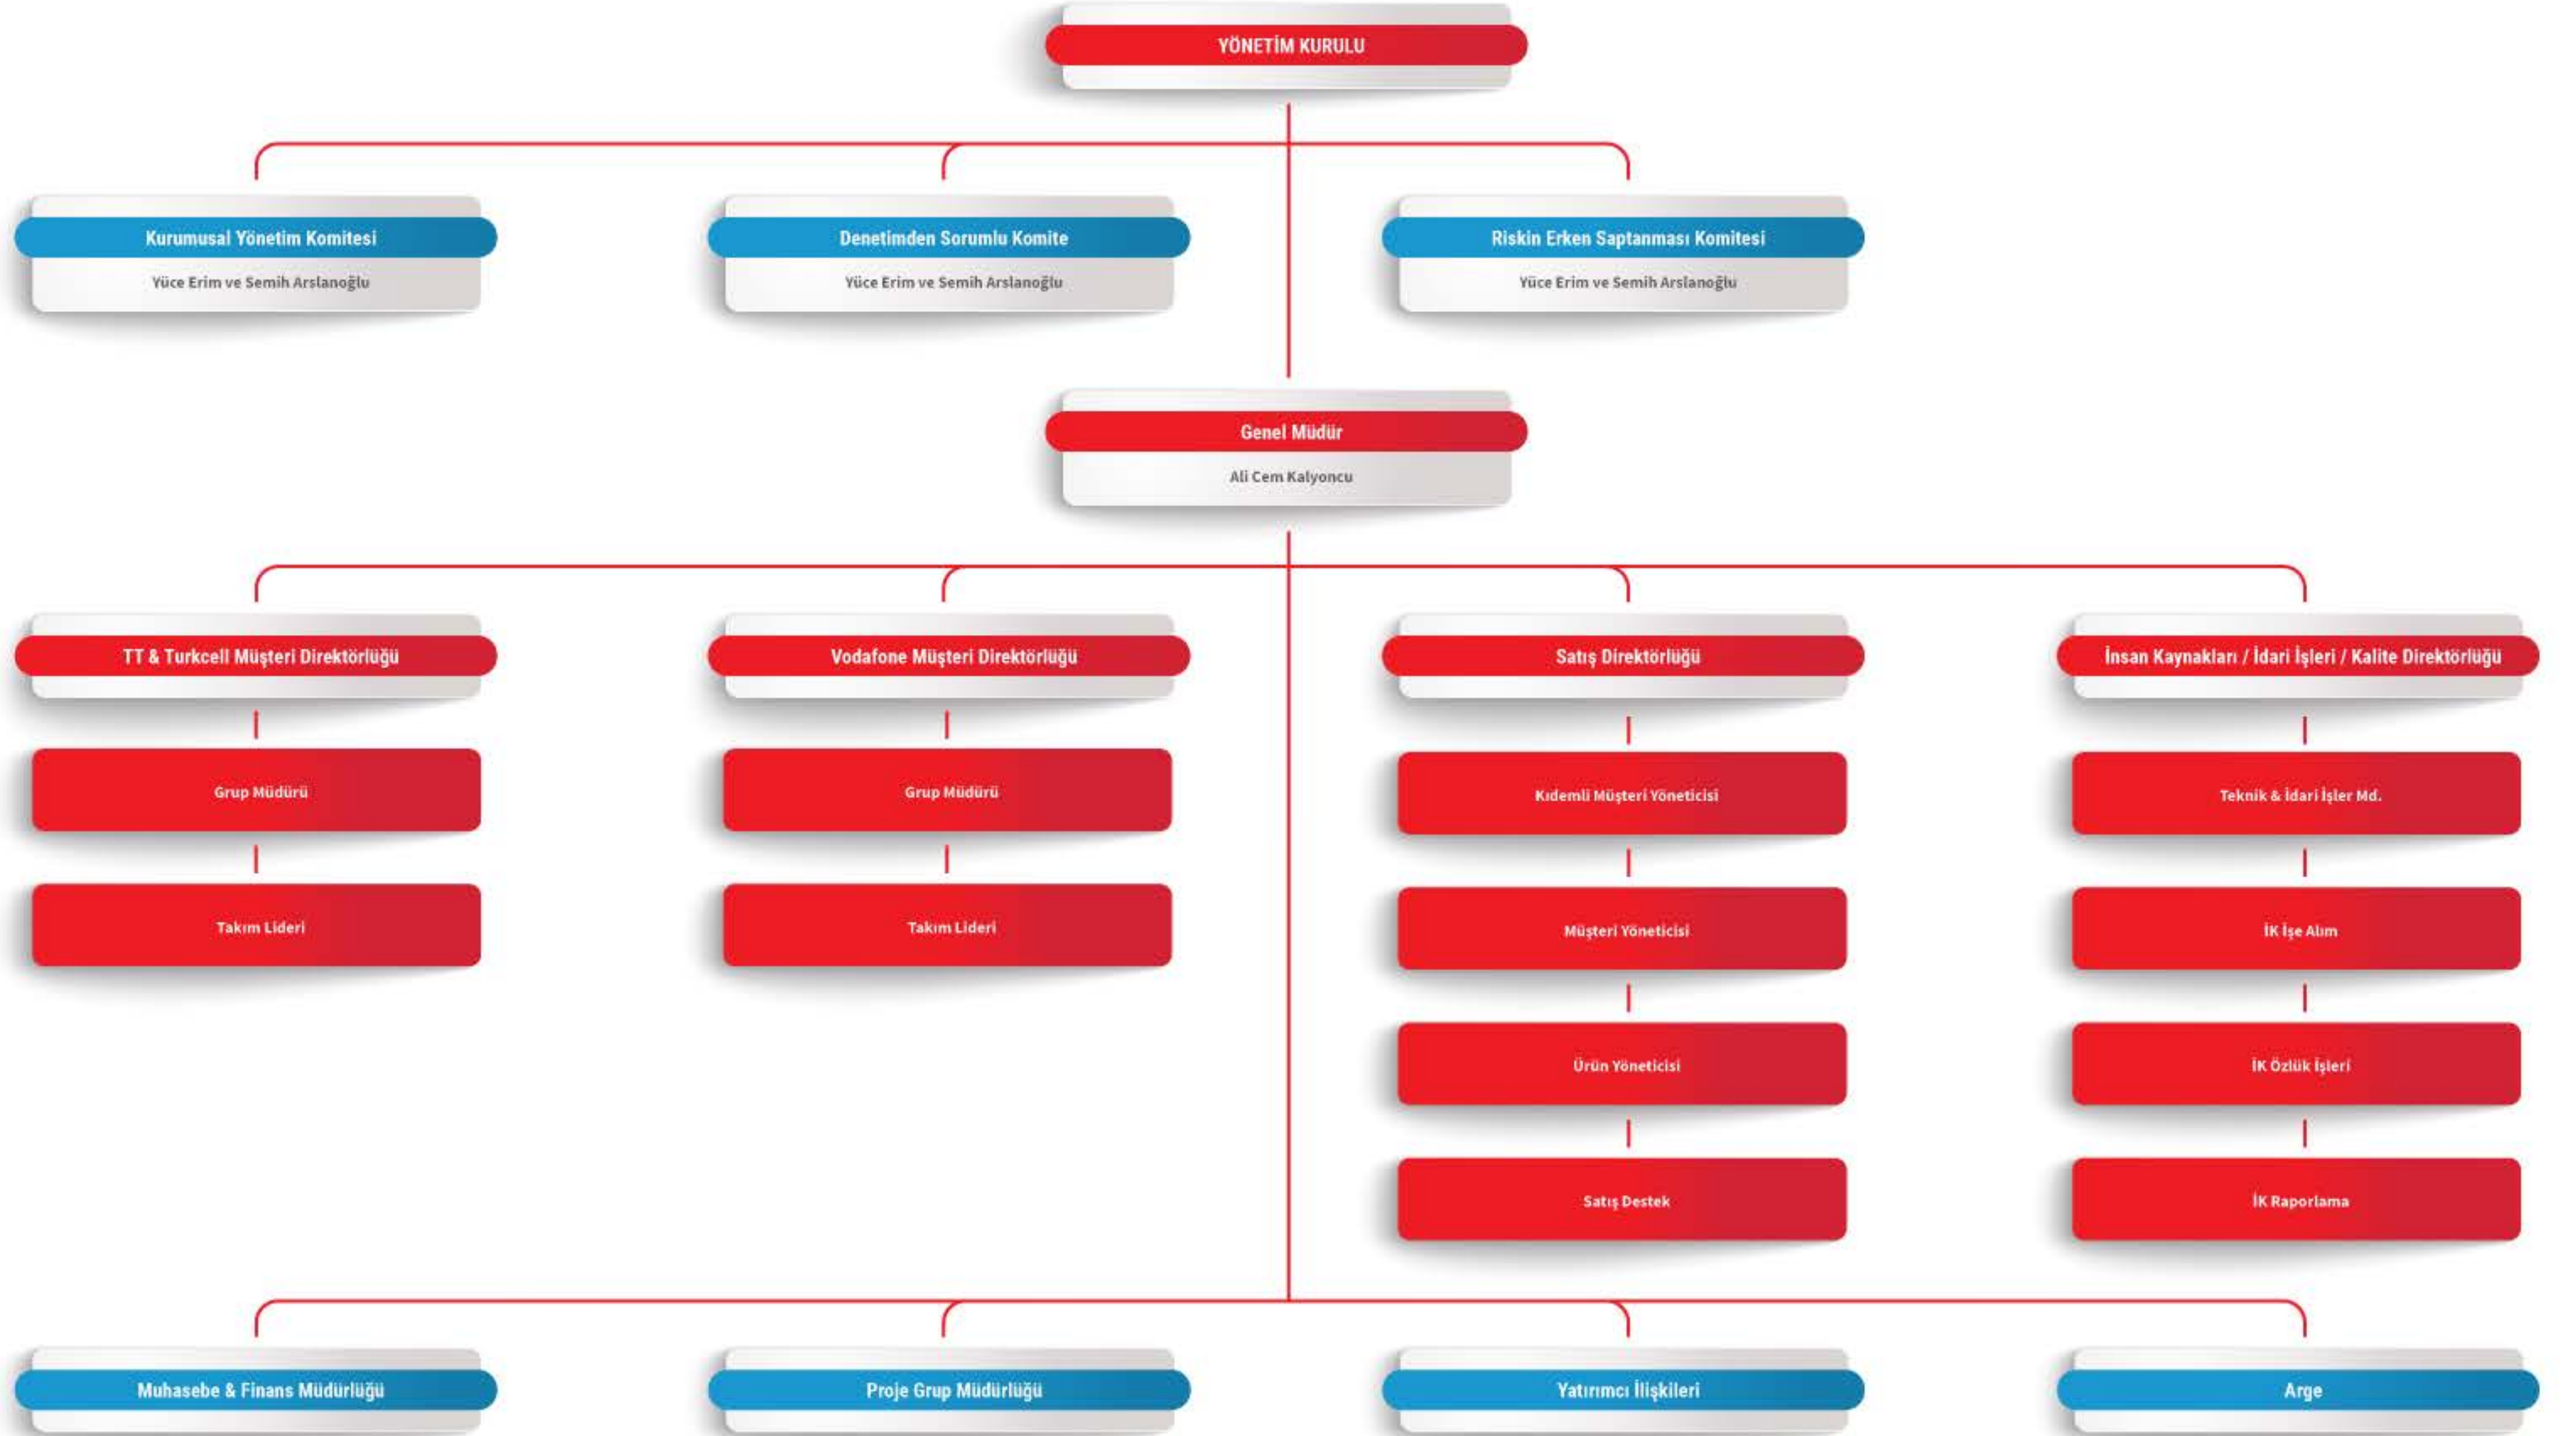 YÖNETİM KURULU
Kurumusal Yönetim Komitesi
Yüce Erim ve Semih Arslanoğlu
Denetimden Sorumlu Komite
Yüce Erim ve Semih Arslanoğlu
Riskin Erken Saptanması Komitesi
Yüce Erim ve Semih Arslanoğlu
Genel Müdür
Ali Cem Kalyoncu
TT & Turkcell Müşteri Direktörlüğü
Grup Müdürü
Takım Lideri
Vodafone Müşteri Direktörlüğü
Grup Müdürü
Takım Lideri
Satış Direktörlüğü
Kıdemli Müşteri Yöneticisi
Müşteri Yöneticisi
Ürün Yöneticisi
Satış Destek
İnsan Kaynakları / İdari İşleri / Kalite Direktörlüğü
Teknik & İdari İşler Md.
İK İşe Alım
İK Özlük İşleri
İK Raporlama
Muhasebe & Finans Müdürlüğü
Proje Grup Müdürlüğü
Yatırımcı İlişkileri
Arge